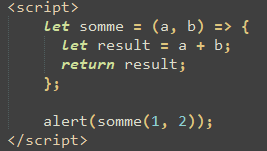 <script>
let somme = (a, b) => {
let result = a + b;
return result;
};
alert(somme(1, 2));
</script>